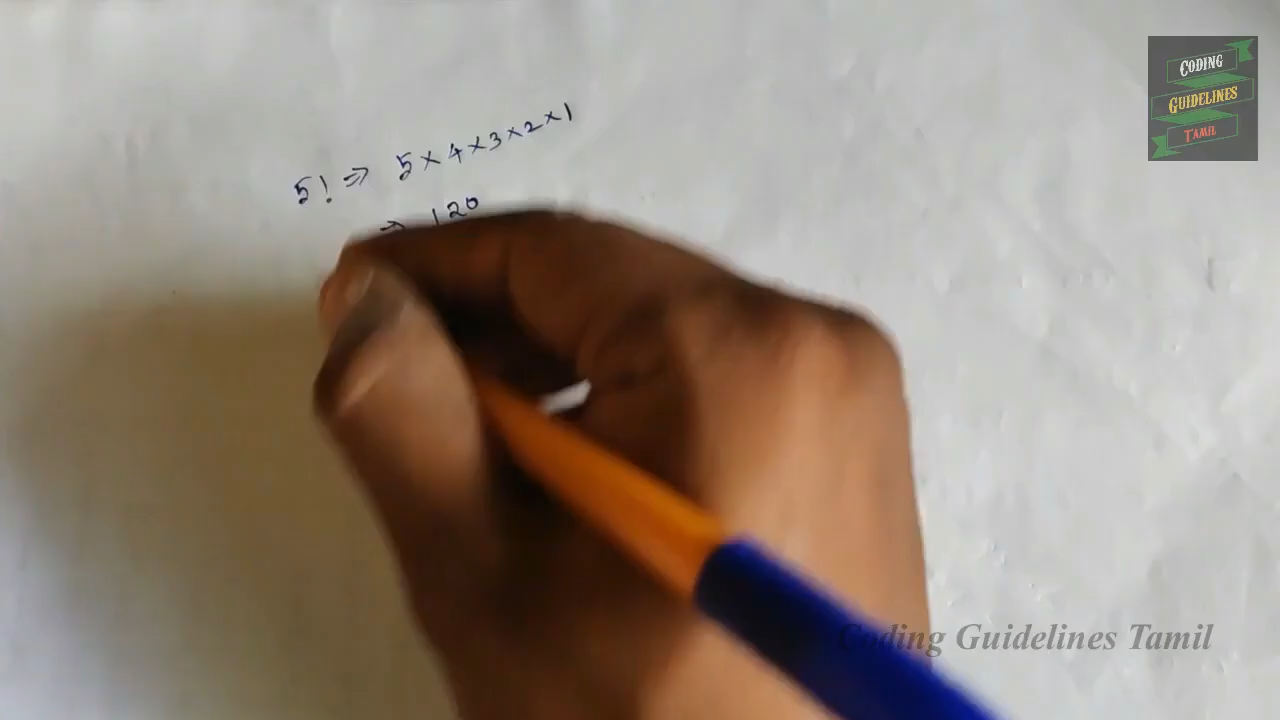 5! => 5 × 4 × 3 × 2 × 1
=> 120
CODING
GUIDELINES
TAMIL
Coding Guidelines Tamil